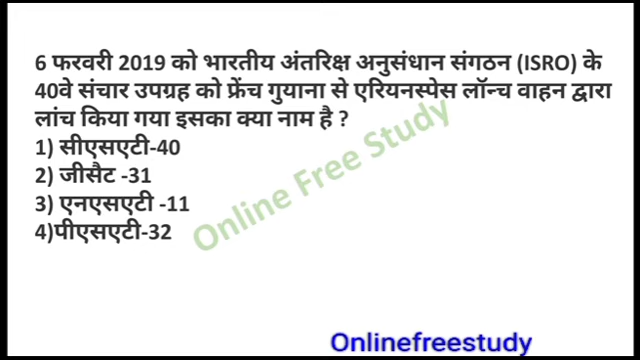 6 फरवरी 2019 को भारतीय अंतरिक्ष अनुसंधान संगठन (ISRO) के
40वे संचार उपग्रह को फ्रेंच गुयाना से एरियनस्पेस लॉन्च वाहन द्वारा
लांच किया गया इसका क्या नाम है ?
1) सीएसएटी-40
2) जीसैट -31
3) एनएसएटी -11
4)पीएसएटी-32
Online Free Study
Onlinefreestudy